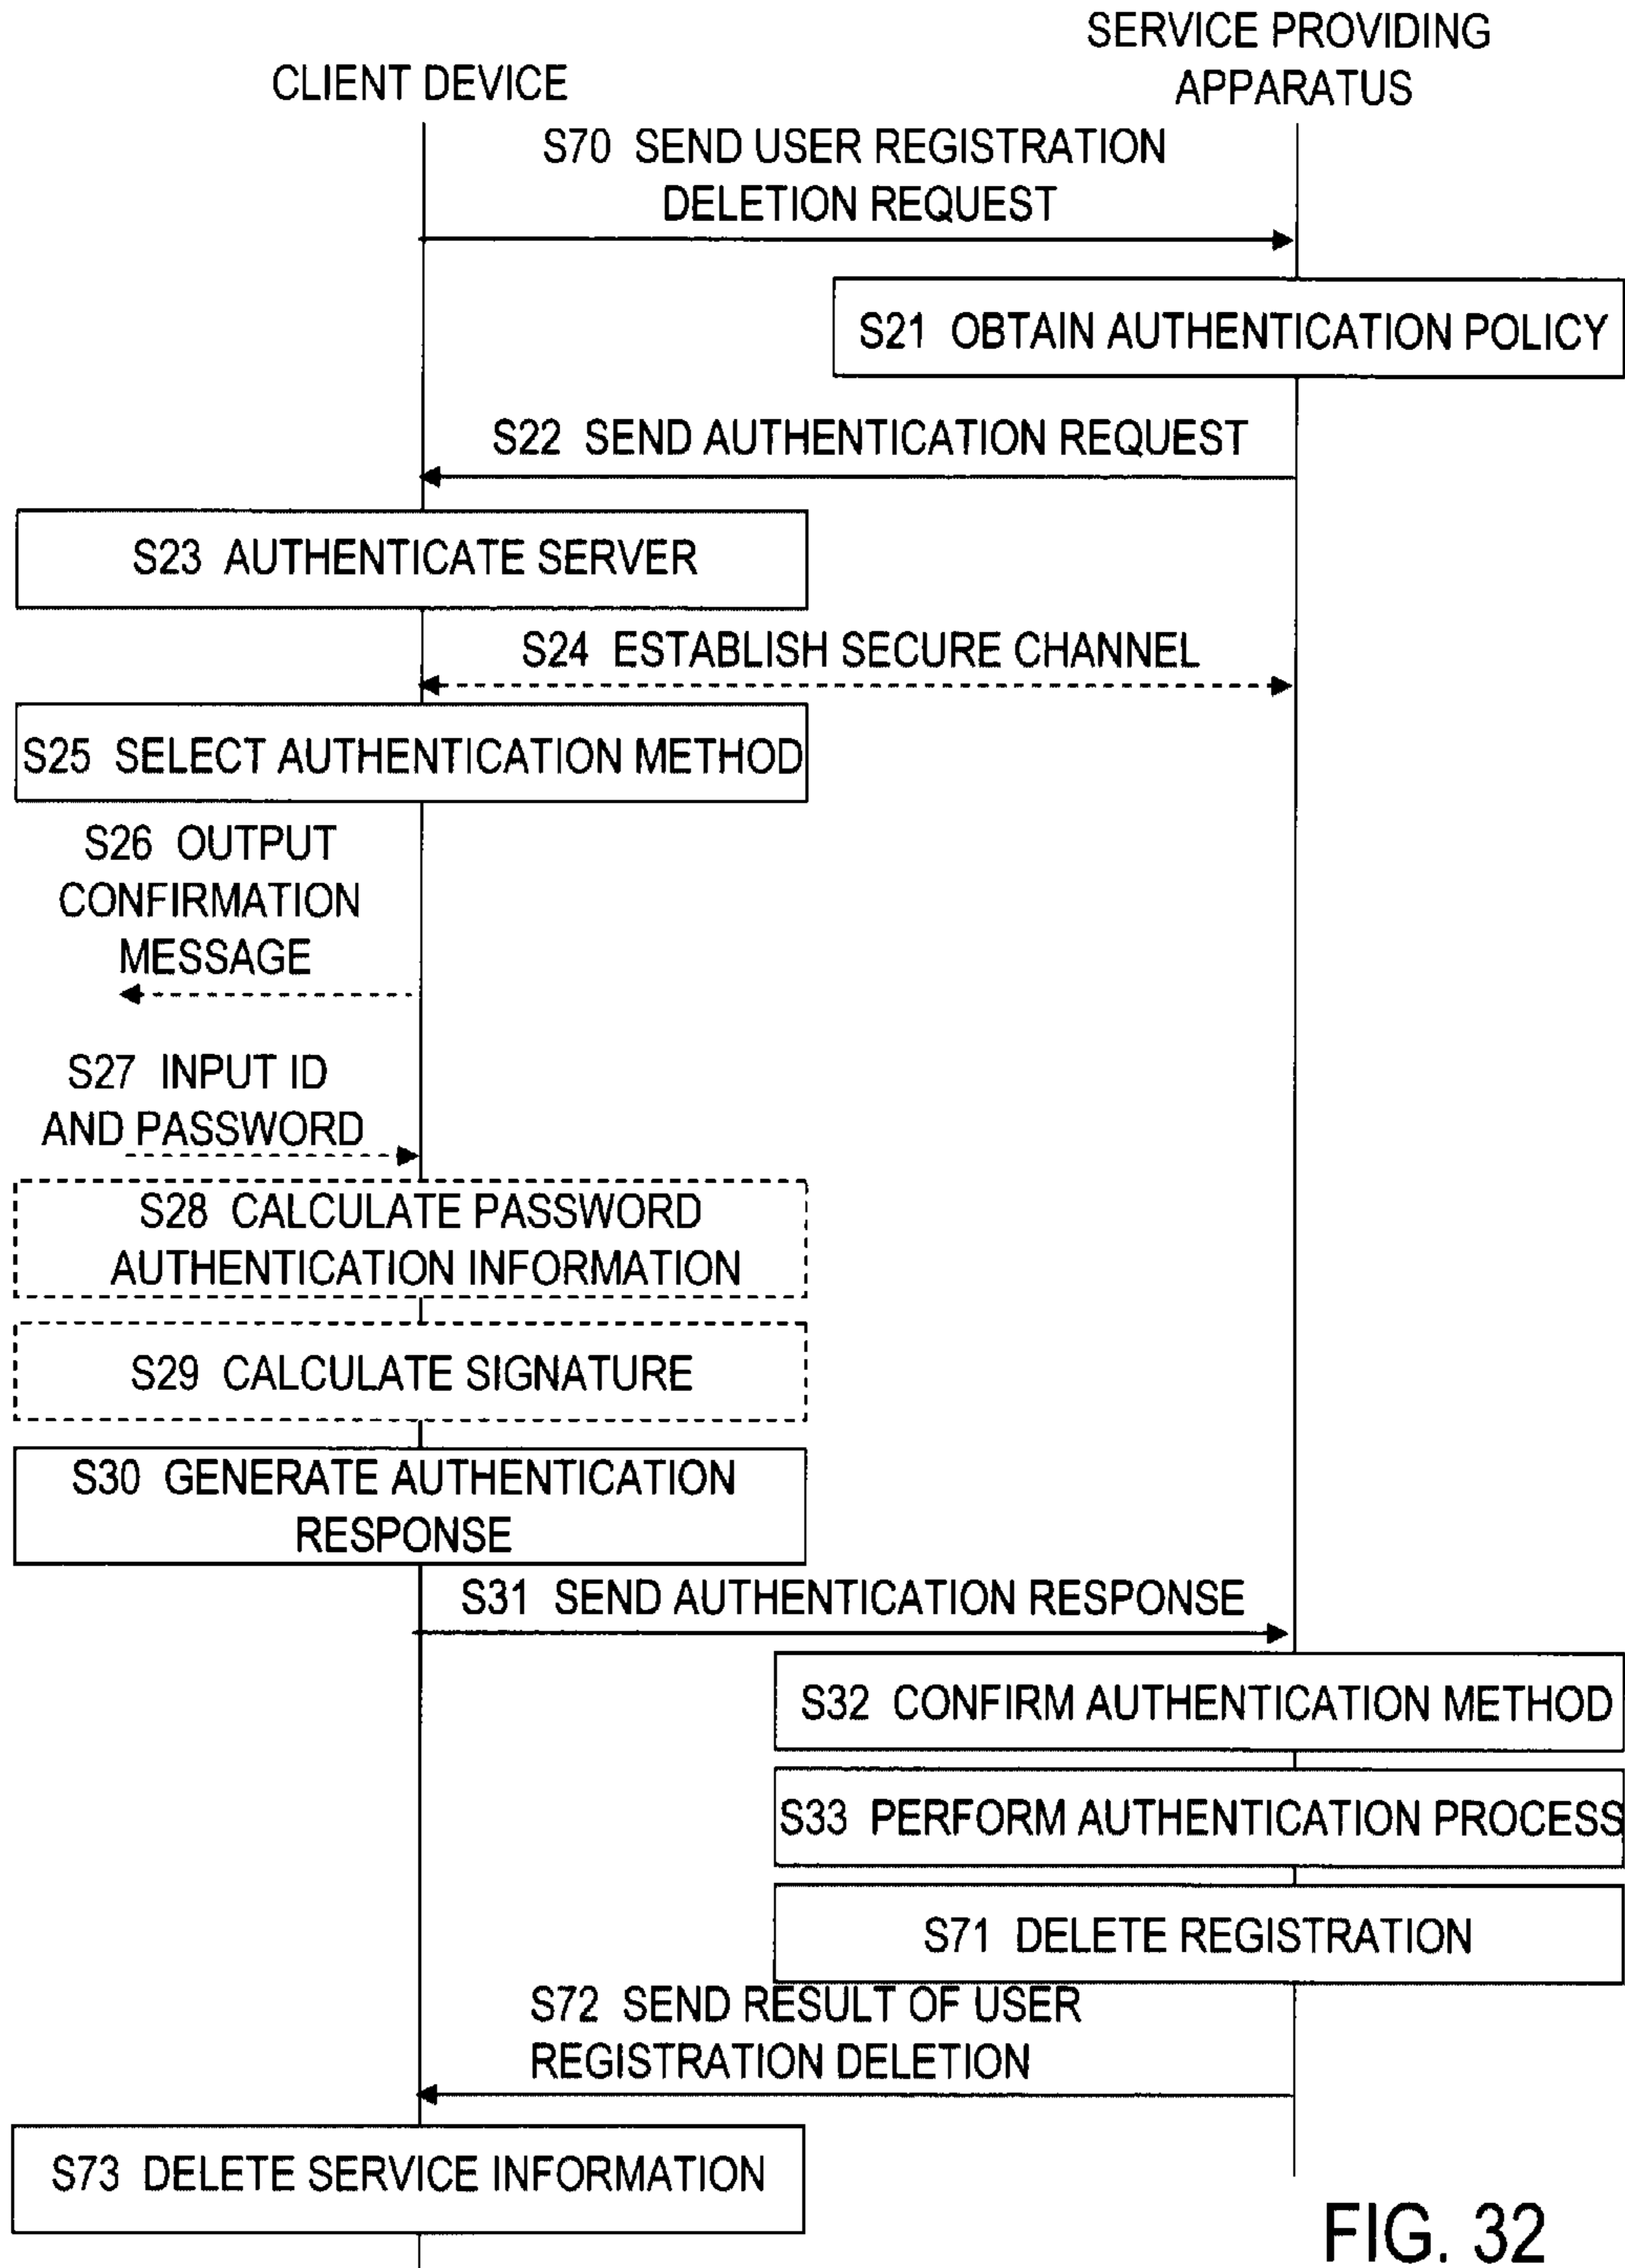 SERVICE PROVIDING
APPARATUS
CLIENT DEVICE
S70 SEND USER REGISTRATION
DELETION REQUEST
S21 OBTAIN AUTHENTICATION POLICY
S22 SEND AUTHENTICATION REQUEST
S23 AUTHENTICATE SERVER
S24 ESTABLISH SECURE CHANNEL
S25 SELECT AUTHENTICATION METHOD
S26 OUTPUT
CONFIRMATION
MESSAGE
S27 INPUT ID
AND PASSWORD
S28 CALCULATE PASSWORD
AUTHENTICATION INFORMATION
S29 CALCULATE SIGNATURE
S30 GENERATE AUTHENTICATION
RESPONSE
S31 SEND AUTHENTICATION RESPONSE
S32 CONFIRM AUTHENTICATION METHOD
S33 PERFORM AUTHENTICATION PROCESS
S71 DELETE REGISTRATION
S72 SEND RESULT OF USER
REGISTRATION DELETION
S73 DELETE SERVICE INFORMATION
FIG. 32